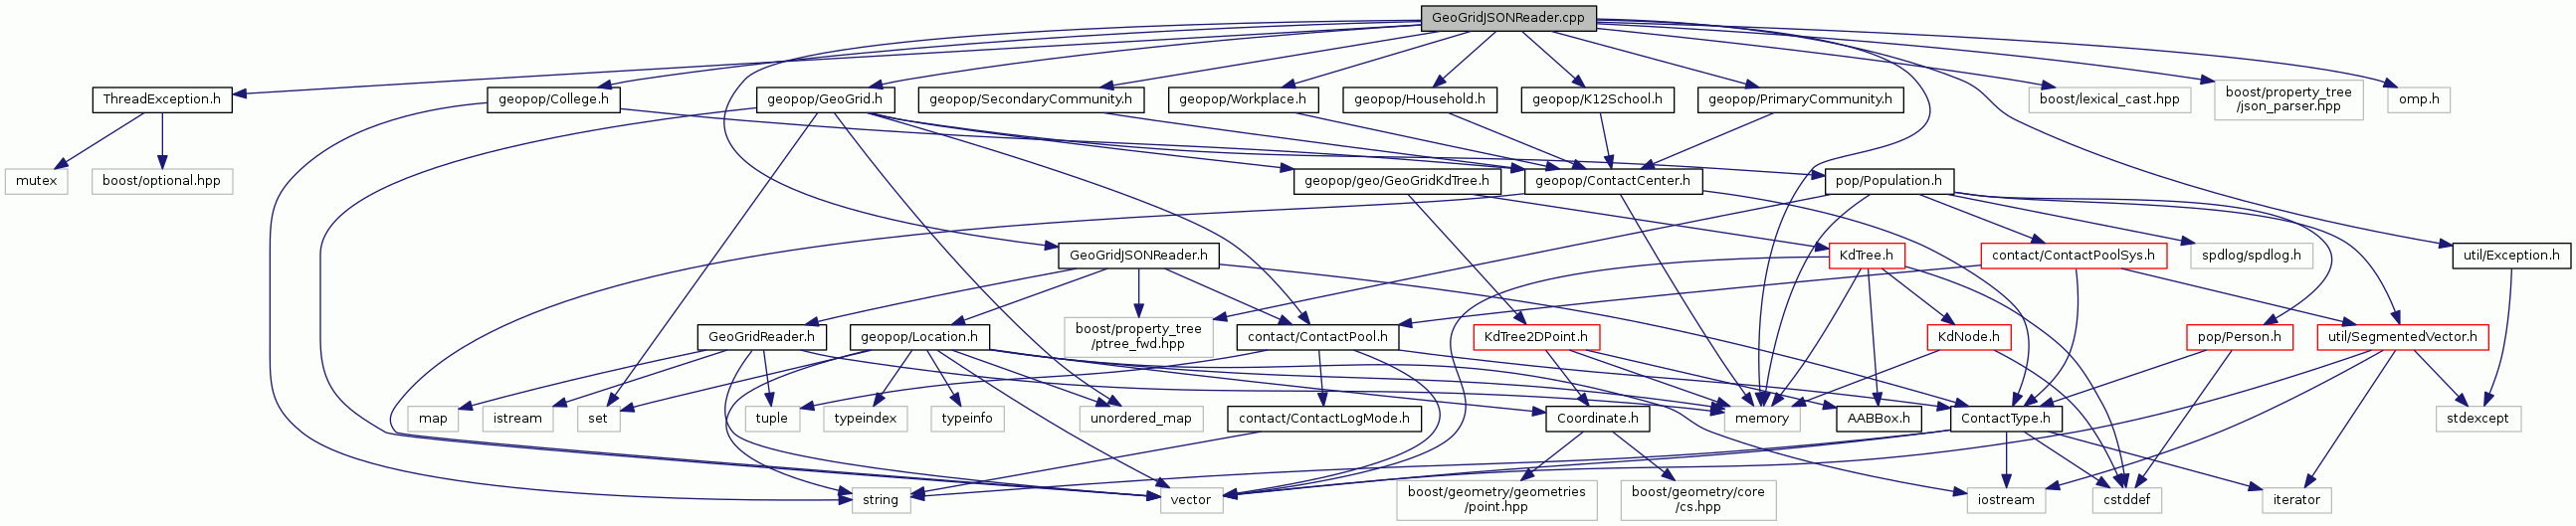 GeoGridJSONReader.cpp
ThreadException.h
geopop/College.h
geopop/GeoGrid.h
geopop/SecondaryCommunity.h
geopop/Workplace.h
geopop/Household.h
geopop/K12School.h
geopop/PrimaryCommunity.h
boost/lexical_cast.hpp
boost/property_tree
/json_parser.hpp
omp.h
mutex
boost/optional.hpp
geopop/geo/GeoGridKdTree.h
geopop/ContactCenter.h
pop/Population.h
GeoGridJSONReader.h
KdTree.h
contact/ContactPoolSys.h
spdlog/spdlog.h
util/Exception.h
GeoGridReader.h
geopop/Location.h
boost/property_tree
/ptree_fwd.hpp
contact/ContactPool.h
KdTree2DPoint.h
KdNode.h
pop/Person.h
util/SegmentedVector.h
map
istream
set
tuple
typeindex
typeinfo
unordered_map
contact/ContactLogMode.h
Coordinate.h
memory
AABBox.h
ContactType.h
stdexcept
string
vector
boost/geometry/geometries
/point.hpp
boost/geometry/core
/cs.hpp
iostream
cstddef
iterator